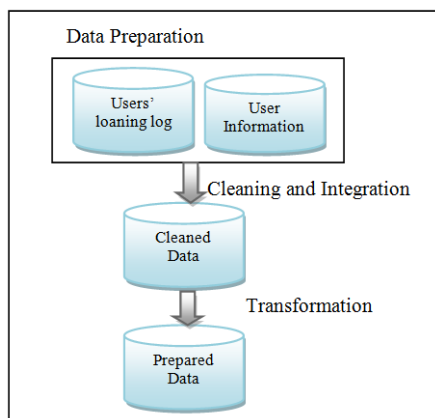 Data Preparation
Users'
loaning log
User
Information
Cleaning and Integration
Cleaned
Data
Transformation
Prepared
Data